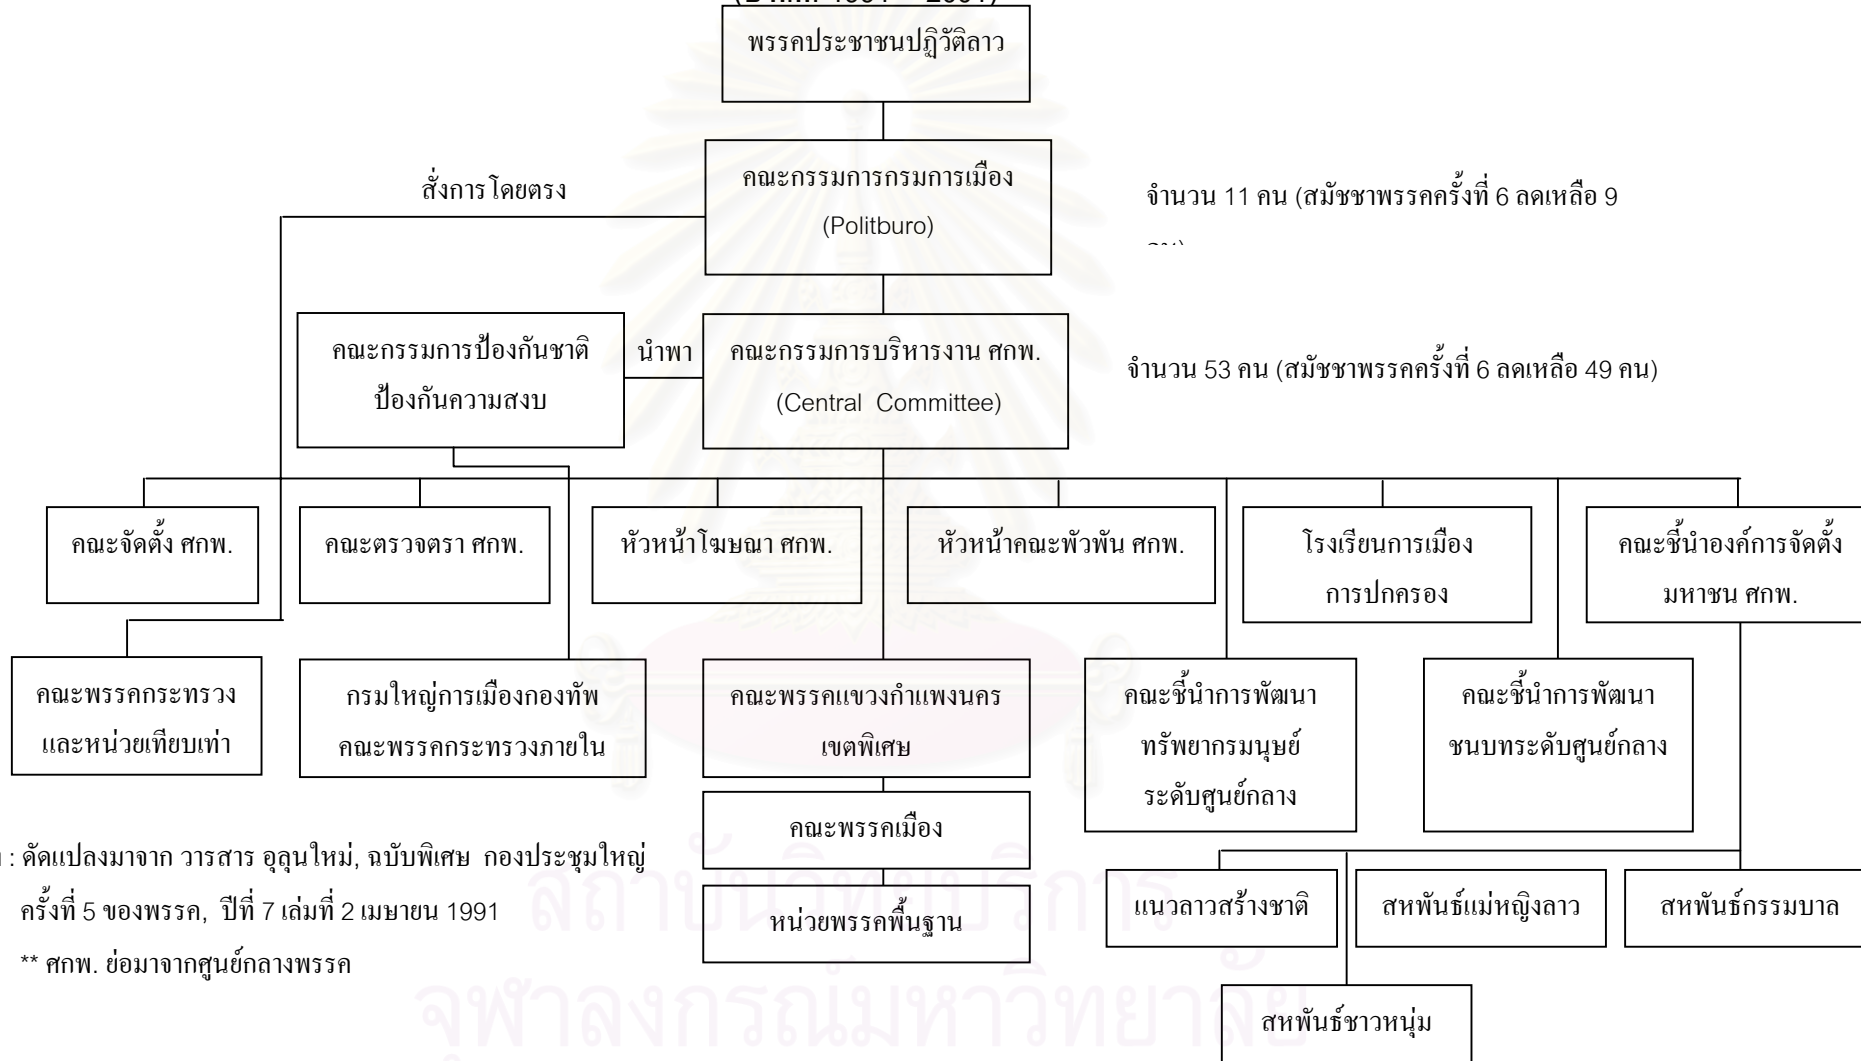 พรรคประชาชนปฏิวัติลาว
คณะกรรมการกรมการเมือง
(Politburo)
สั่งการโดยตรง
จำนวน 11 คน (สมัชชาพรรคครั้งที่ 6 ลดเหลือ 9
คณะกรรมการป้องกันชาติ
ป้องกันความสงบ
นำพา
คณะกรรมการบริหารงาน ศกพ.
(Central Committee)
จำนวน 53 คน (สมัชชาพรรคครั้งที่ 6 ลดเหลือ 49 คน)
คณะจัดตั้ง ศกพ.
คณะตรวจตรา ศกพ.
หัวหน้าโฆษณา ศกพ.
หัวหน้าคณะพัวพัน ศกพ.
โรงเรียนการเมือง
การปกครอง
คณะชี้นำองค์การจัดตั้ง
มหาชน ศกพ.
คณะพรรคกระทรวง
และหน่วยเทียบเท่า
กรมใหญ่การเมืองกองทัพ
คณะพรรคกระทรวงภายใน
คณะพรรคแขวงกำแพงนคร
เขตพิเศษ
คณะชี้นำการพัฒนา
ทรัพยากรมนุษย์
ระดับศูนย์กลาง
คณะชี้นำการพัฒนา
ชนบทระดับศูนย์กลาง
คณะพรรคเมือง
หน่วยพรรคพื้นฐาน
แนวลาวสร้างชาติ
สหพันธ์แม่หญิงลาว
สหพันธ์กรรมบาล
สหพันธ์ชาวหนุ่ม
: ดัดแปลงมาจาก วารสาร อุลุนใหม่, ฉบับพิเศษ กองประชุมใหญ่
ครั้งที่ 5 ของพรรค, ปีที่ 7 เล่มที่ 2 เมษายน 1991
** ศกพ. ย่อมาจากศูนย์กลางพรรค
สถาบันวิทยบริการ
จุฬาลงกรณ์มหาวิทยาลัย